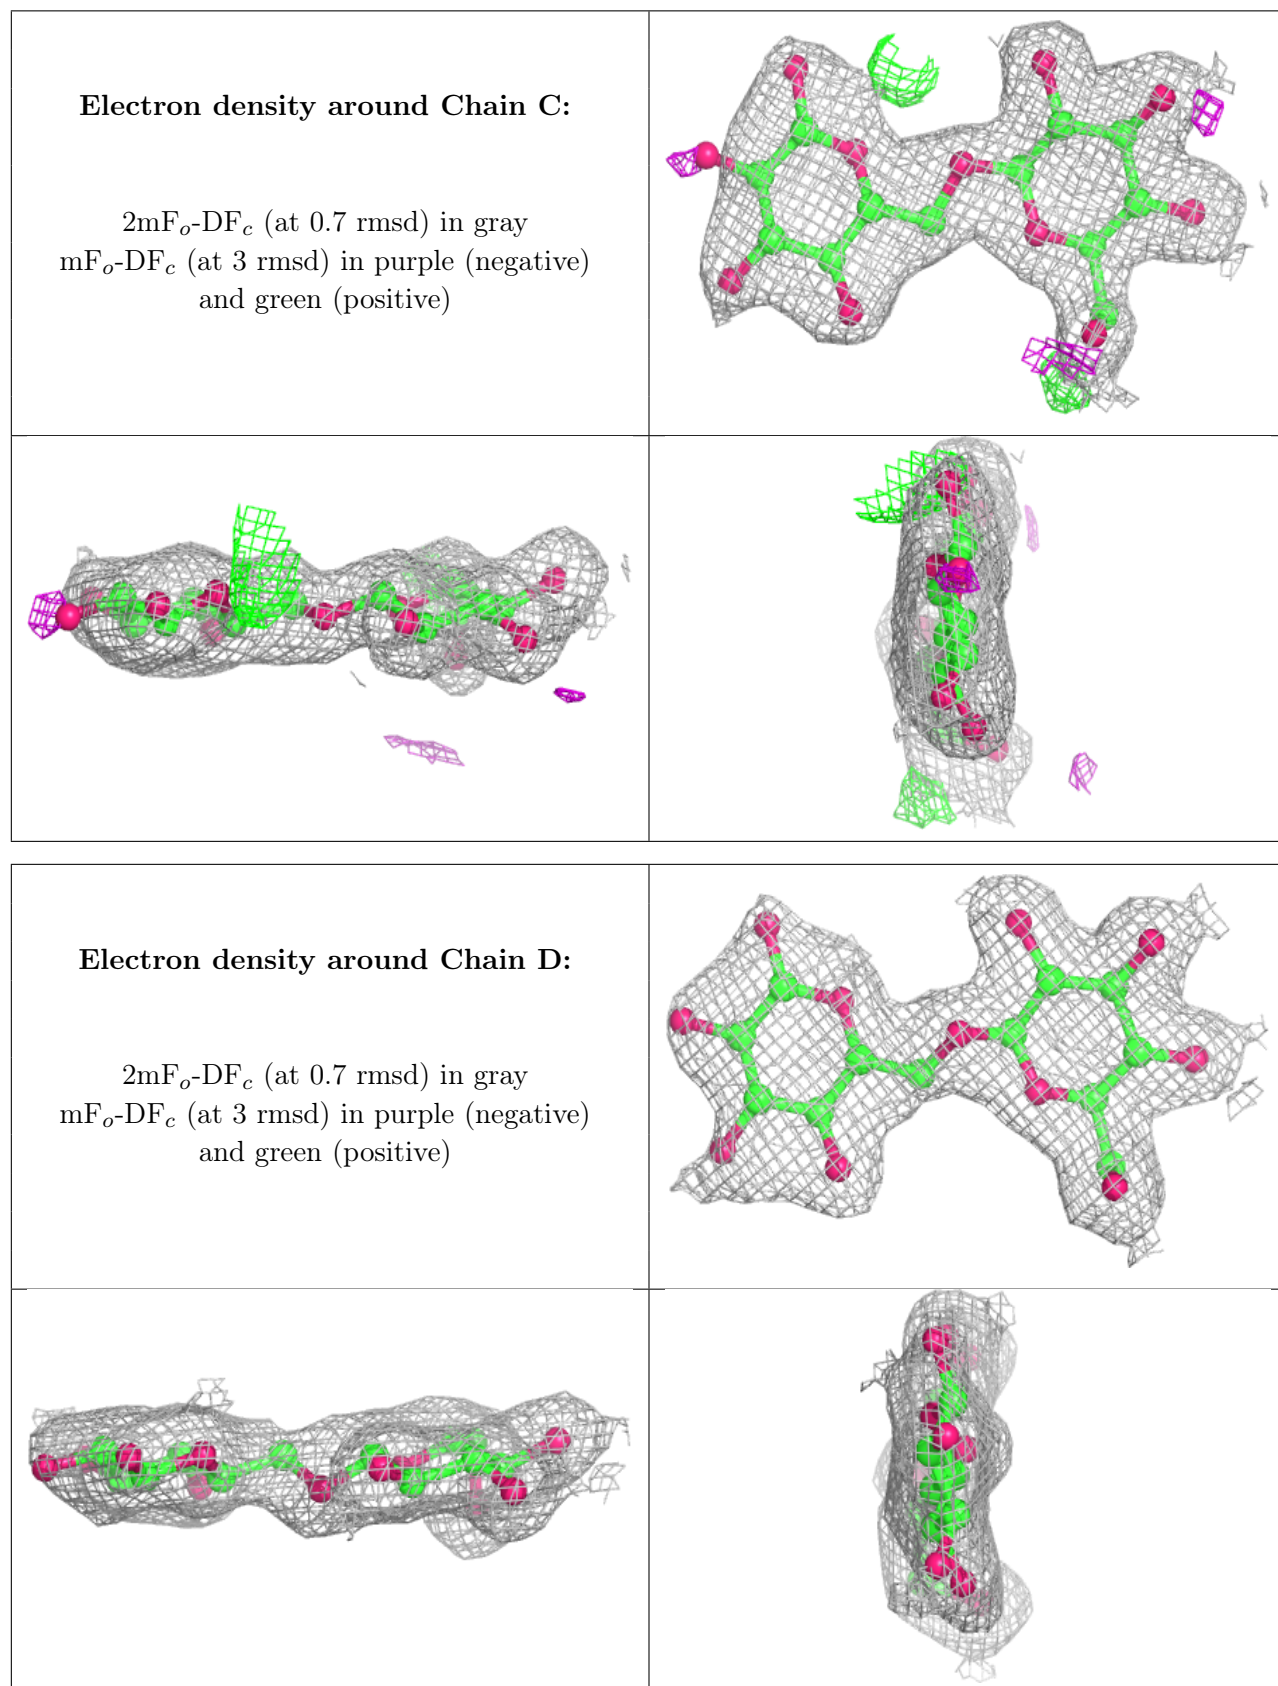 Electron density around Chain C:
2mFo-DFc (at 0.7 rmsd) in gray
mFo-DFc (at 3 rmsd) in purple (negative)
and green (positive)
Electron density around Chain D:
2mFo-DFc (at 0.7 rmsd) in gray
mFo-DFc (at 3 rmsd) in purple (negative)
and green (positive)